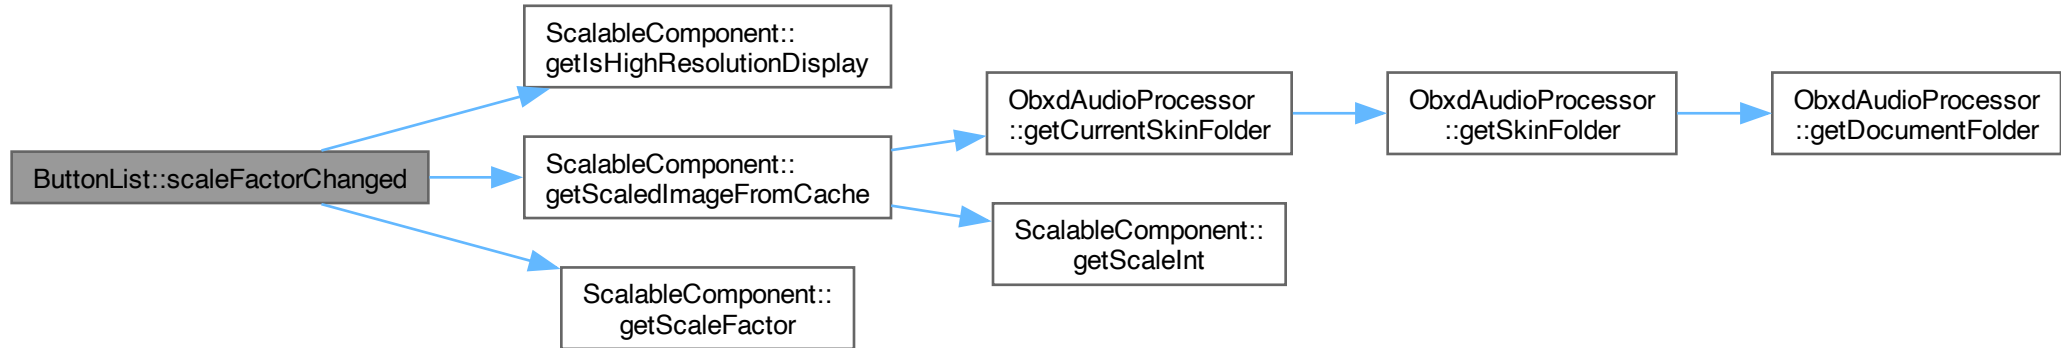 ButtonList::scaleFactorChanged
ScalableComponent::
getIsHighResolutionDisplay
ScalableComponent::
getScaledImageFromCache
ScalableComponent::
getScaleFactor
ObxdAudioProcessor
::getCurrentSkinFolder
ScalableComponent::
getScaleInt
ObxdAudioProcessor
::getSkinFolder
ObxdAudioProcessor
::getDocumentFolder